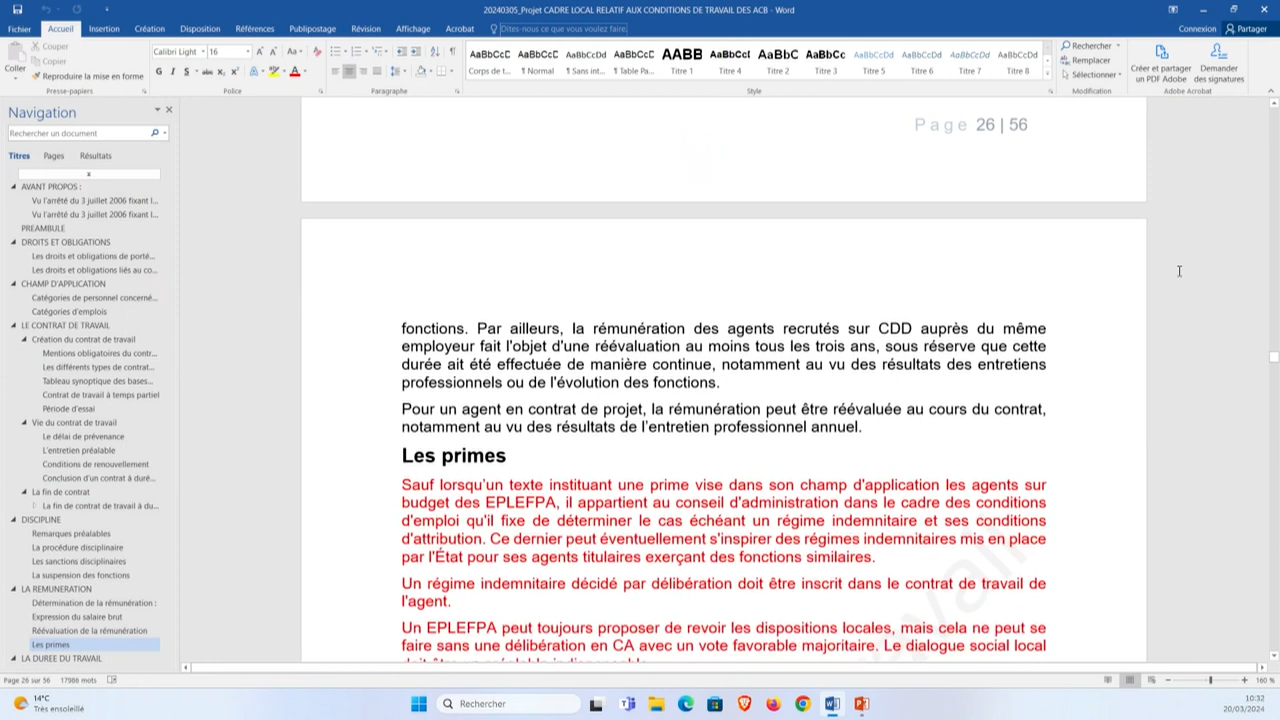 20240305_Projet CADRE LOCAL RELATIF AUX CONDITIONS DE TRAVAIL DES ACB - Word
Fichier Accueil Insertion Création Disposition Références Publipostage Révision Affichage Acrobat Dites-nous ce que vous voulez faire Connexion Partager
Coller
Couper
Copier
Reproduire la mise en forme
Calibri Light 16
G I S abc x₂ x²
AaBbCcC AaBbCcC AaBbCcDd AaBbCcC AABB AaBbCcI AaBbC AaBbCc AaBbCcDd AaBbCcDd AaBbCcDd AaBbCcDd
Corps de t... ¶ Normal ¶ Sans int... ¶ Table Pa... Titre 1 Titre 4 Titre 2 Titre 3 Titre 5 Titre 6 Titre 7 Titre 8
Rechercher
Remplacer
Sélectionner
Créer et partager un PDF Adobe
Demander des signatures
Presse-papiers Police Paragraphe Style Modification Adobe Acrobat
Navigation
Rechercher un document
Titres Pages Résultats
AVANT PROPOS :
Vu l'arrêté du 3 juillet 2006 fixant l...
Vu l'arrêté du 3 juillet 2006 fixant l...
PREAMBULE
DROITS ET OBLIGATIONS
Les droits et obligations de porté...
Les droits et obligations liés au co...
CHAMP D'APPLICATION
Catégories de personnel concerné...
Catégories d'emplois
LE CONTRAT DE TRAVAIL
Création du contrat de travail
Mentions obligatoires du contr...
Les différents types de contrat...
Tableau synoptique des bases...
Contrat de travail à temps partiel
Période d'essai
Vie du contrat de travail
Le délai de prévenance
L'entretien préalable
Conditions de renouvellement
Conclusion d'un contrat à duré...
La fin de contrat
La fin de contrat de travail à du...
DISCIPLINE
Remarques préalables
La procédure disciplinaire
Les sanctions disciplinaires
La suspension des fonctions
LA REMUNERATION
Détermination de la rémunération :
Expression du salaire brut
Réévaluation de la rémunération
Les primes
LA DUREE DU TRAVAIL
Page 26 | 56
fonctions. Par ailleurs, la rémunération des agents recrutés sur CDD auprès du même
employeur fait l'objet d'une réévaluation au moins tous les trois ans, sous réserve que cette
durée ait été effectuée de manière continue, notamment au vu des résultats des entretiens
professionnels ou de l'évolution des fonctions.
Pour un agent en contrat de projet, la rémunération peut être réévaluée au cours du contrat,
notamment au vu des résultats de l'entretien professionnel annuel.
Les primes
Sauf lorsqu'un texte instituant une prime vise dans son champ d'application les agents sur
budget des EPLEFPA, il appartient au conseil d'administration dans le cadre des conditions
d'emploi qu'il fixe de déterminer le cas échéant un régime indemnitaire et ses conditions
d'attribution. Ce dernier peut éventuellement s'inspirer des régimes indemnitaires mis en place
par l'État pour ses agents titulaires exerçant des fonctions similaires.
Un régime indemnitaire décidé par délibération doit être inscrit dans le contrat de travail de
l'agent.
Un EPLEFPA peut toujours proposer de revoir les dispositions locales, mais cela ne peut se
faire sans une délibération en CA avec un vote favorable majoritaire. Le dialogue social local
Page 26 sur 56 17986 mots 160 %
14°C
Très ensoleillé
Rechercher
10:32
20/03/2024